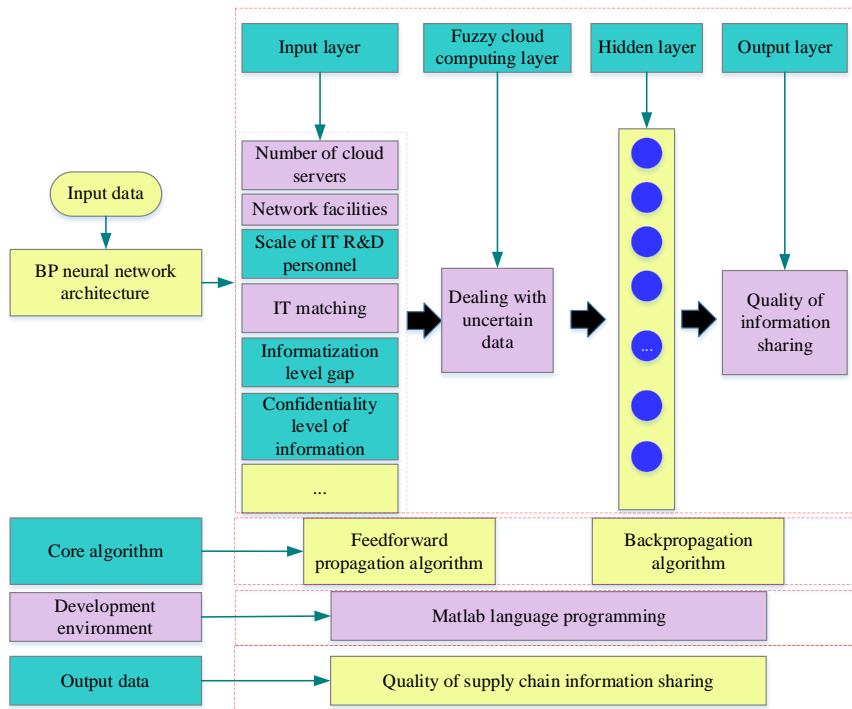 Input layer
Fuzzy cloud
computing layer
Hidden layer
Output layer
Input data
BP neural network
architecture
Number of cloud
servers
Network facilities
Scale of IT R&D
personnel
IT matching
Informatization
level gap
Confidentiality
level of
information
...
Dealing with
uncertain
data
...
Quality of
information
sharing
Core algorithm
Feedforward
propagation algorithm
Backpropagation
algorithm
Development
environment
Matlab language programming
Output data
Quality of supply chain information sharing